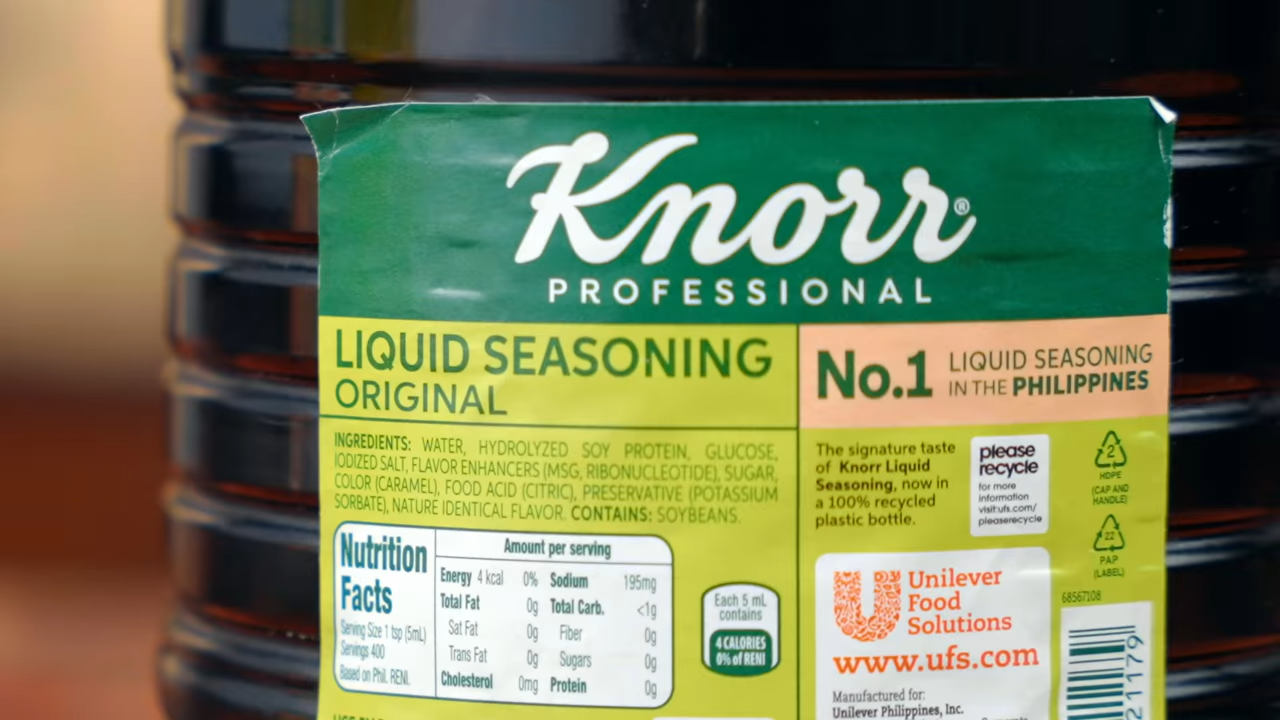 Knorr®
PROFESSIONAL
LIQUID SEASONING
ORIGINAL
No.1 LIQUID SEASONING
IN THE PHILIPPINES
INGREDIENTS: WATER, HYDROLYZED SOY PROTEIN, GLUCOSE,
IODIZED SALT, FLAVOR ENHANCERS (MSG, RIBONUCLEOTIDE), SUGAR,
COLOR (CARAMEL), FOOD ACID (CITRIC), PRESERVATIVE (POTASSIUM
SORBATE), NATURE IDENTICAL FLAVOR. CONTAINS: SOYBEANS.
Nutrition
Facts
Serving Size 1 tsp (5mL)
Servings 400
Based on Phil. RENI.
Amount per serving
Energy 4 kcal 0% Sodium 195mg
Total Fat 0g Total Carb. <1g
Sat Fat 0g Fiber 0g
Trans Fat 0g Sugars 0g
Cholesterol 0mg Protein 0g
Each 5 mL
contains
4 CALORIES
0% of RENI
The signature taste
of Knorr Liquid
Seasoning, now in
a 100% recycled
plastic bottle.
please
recycle
for more
information
visit:ufs.com/
pleaserecycle
2
HDPE
(CAP AND
HANDLE)
22
PAP
(LABEL)
68567108
Unilever
Food
Solutions
www.ufs.com
Manufactured for:
Unilever Philippines, Inc.
21179